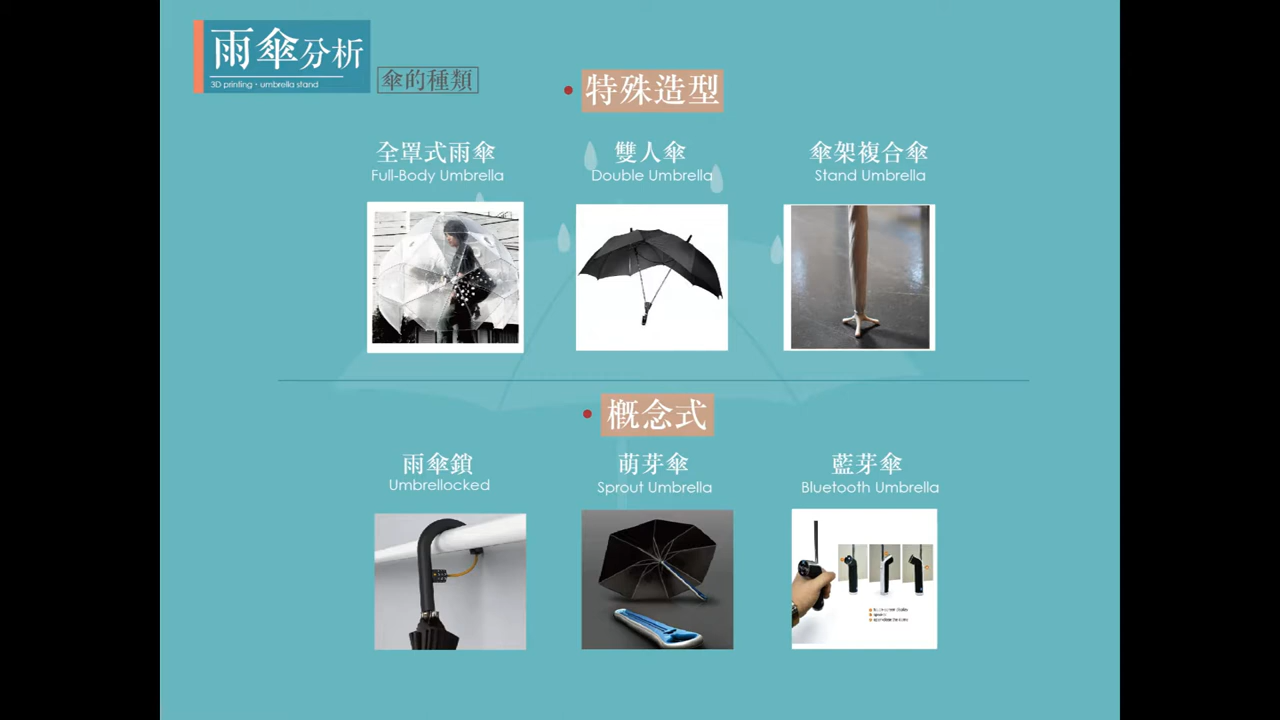 雨傘分析
3D printing・umbrella stand
傘的種類
特殊造型
全罩式雨傘
Full-Body Umbrella
雙人傘
Double Umbrella
傘架複合傘
Stand Umbrella
概念式
雨傘鎖
Umbrellocked
萌芽傘
Sprout Umbrella
藍芽傘
Bluetooth Umbrella